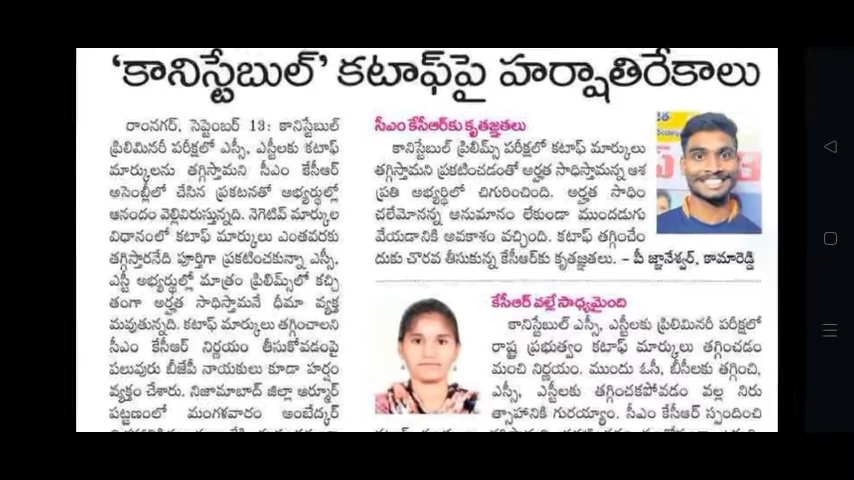 ‘కానిస్టేబుల్’ కటాఫ్‌పై హర్షాతిరేకాలు
రాంనగర్, సెప్టెంబర్ 13: కానిస్టేబుల్
ప్రిలిమినరీ పరీక్షలో ఎస్సీ, ఎస్టీలకు కటాఫ్
మార్కులను తగ్గిస్తామని సీఎం కేసీఆర్
అసెంబ్లీలో చేసిన ప్రకటనతో అభ్యర్థుల్లో
ఆనందం వెల్లివిరుస్తున్నది. నెగెటివ్ మార్కుల
విధానంలో కటాఫ్ మార్కులు ఎంతవరకు
తగ్గిస్తారనేది పూర్తిగా ప్రకటించకున్నా ఎస్సీ,
ఎస్టీ అభ్యర్థుల్లో మాత్రం ప్రిలిమ్స్‌లో కచ్చి
తంగా అర్హత సాధిస్తామనే ధీమా వ్యక్త
మవుతున్నది. కటాఫ్ మార్కులు తగ్గించాలని
సీఎం కేసీఆర్ నిర్ణయం తీసుకోవడంపై
పలువురు బీజేపీ నాయకులు కూడా హర్షం
వ్యక్తం చేశారు. నిజామాబాద్ జిల్లా ఆర్మూర్
పట్టణంలో మంగళవారం అంబేద్కర్
సీఎం కేసీఆర్‌కు కృతజ్ఞతలు
కానిస్టేబుల్ ప్రిలిమ్స్ పరీక్షలో కటాఫ్ మార్కులు
తగ్గిస్తామని ప్రకటించడంతో అర్హత సాధిస్తామన్న ఆశ
ప్రతి అభ్యర్థిలో చిగురించింది. అర్హత సాధిం
చలేమోనన్న అనుమానం లేకుండా ముందడుగు
వేయడానికి అవకాశం వచ్చింది. కటాఫ్ తగ్గించేం
దుకు చొరవ తీసుకున్న కేసీఆర్‌కు కృతజ్ఞతలు. – పీ జ్ఞానేశ్వర్, కామారెడ్డి
కేసీఆర్ వల్లే సాధ్యమైంది
కానిస్టేబుల్ ఎస్సీ, ఎస్టీలకు ప్రిలిమినరీ పరీక్షలో
రాష్ట్ర ప్రభుత్వం కటాఫ్ మార్కులు తగ్గించడం
మంచి నిర్ణయం. ముందు ఓసీ, బీసీలకు తగ్గించి,
ఎస్సీ, ఎస్టీలకు తగ్గించకపోవడం వల్ల నిరు
త్సాహానికి గురయ్యాం. సీఎం కేసీఆర్ స్పందించి